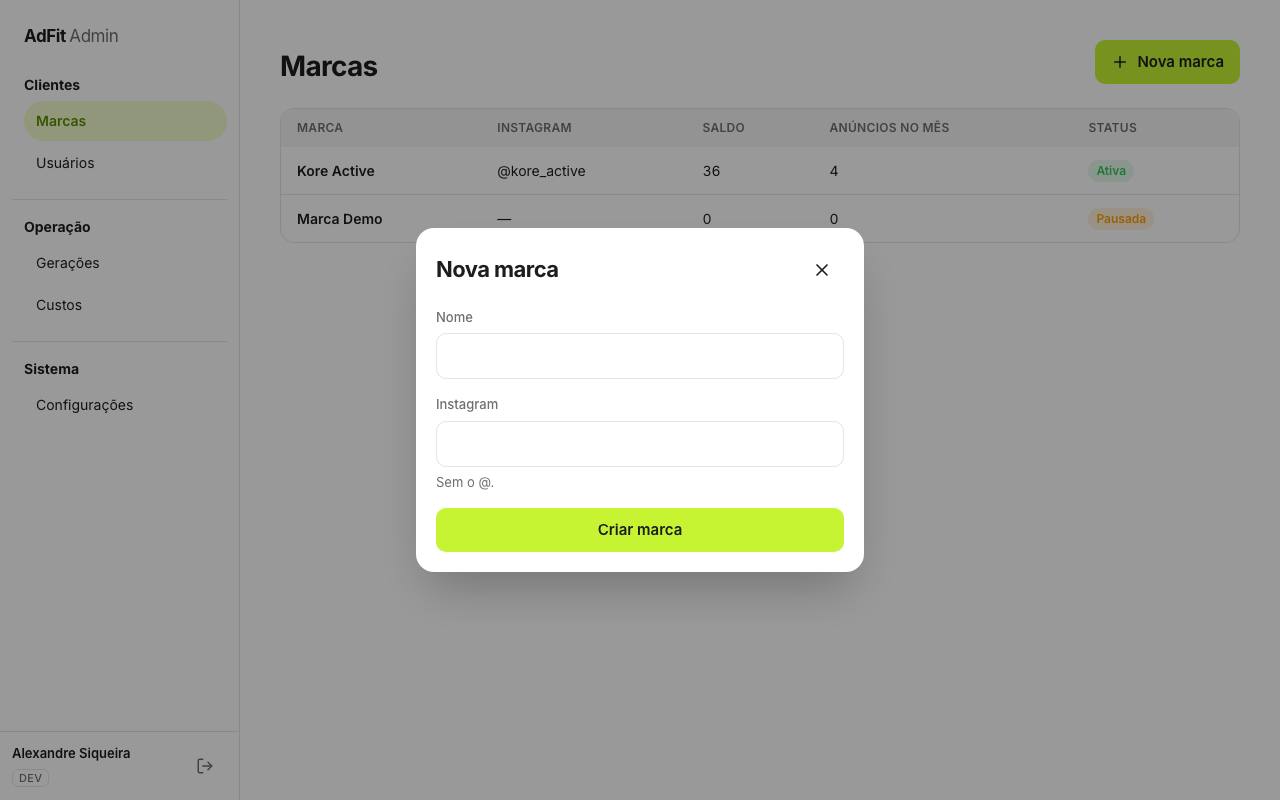 AdFit Admin
Clientes
Marcas
Usuários
Operação
Gerações
Custos
Sistema
Configurações
Alexandre Siqueira
DEV
Marcas
Nova marca
MARCA INSTAGRAM SALDO ANÚNCIOS NO MÊS STATUS
Kore Active @kore_active 36 4 Ativa
Marca Demo — 0 0 Pausada
Nova marca
Nome
Instagram
Sem o @.
Criar marca